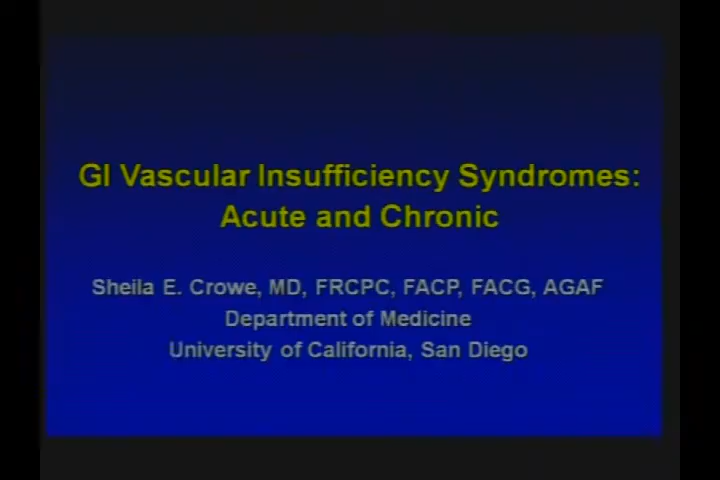 GI Vascular Insufficiency Syndromes:
Acute and Chronic
Sheila E. Crowe, MD, FRCPC, FACP, FACG, AGAF
Department of Medicine
University of California, San Diego